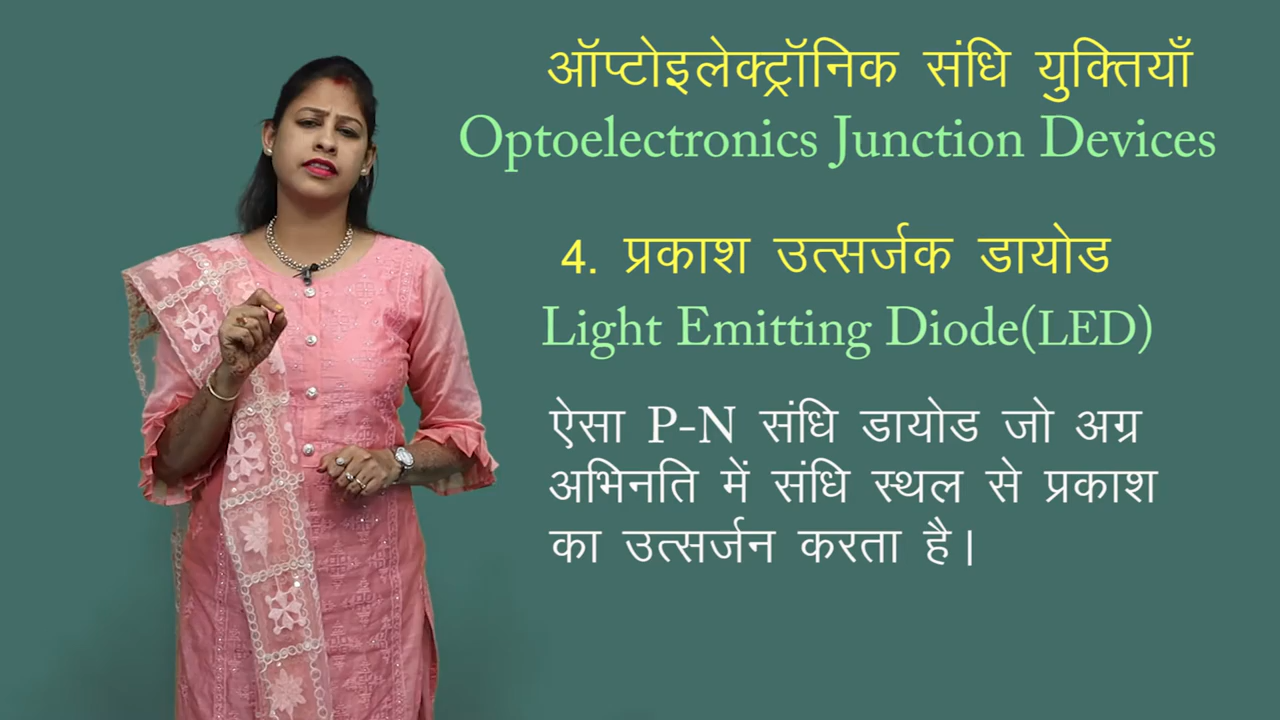 ऑप्टोइलेक्ट्रॉनिक संधि युक्तियाँ
Optoelectronics Junction Devices
4. प्रकाश उत्सर्जक डायोड
Light Emitting Diode(LED)
ऐसा P-N संधि डायोड जो अग्र
अभिनति में संधि स्थल से प्रकाश
का उत्सर्जन करता है।